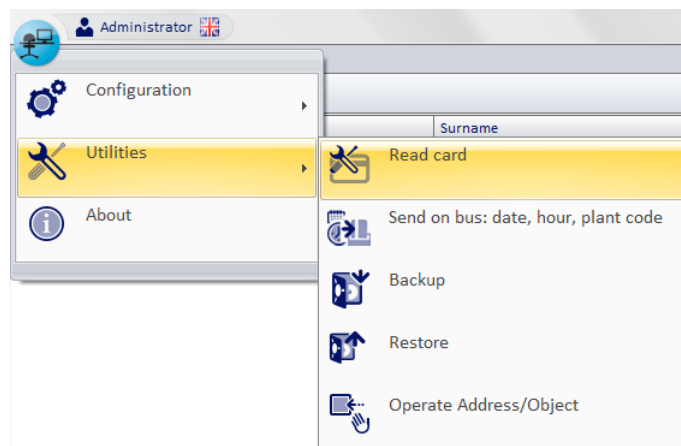 Administrator
Configuration
Surname
Utilities
Read card
About
Send on bus: date, hour, plant code
Backup
Restore
Operate Address/Object